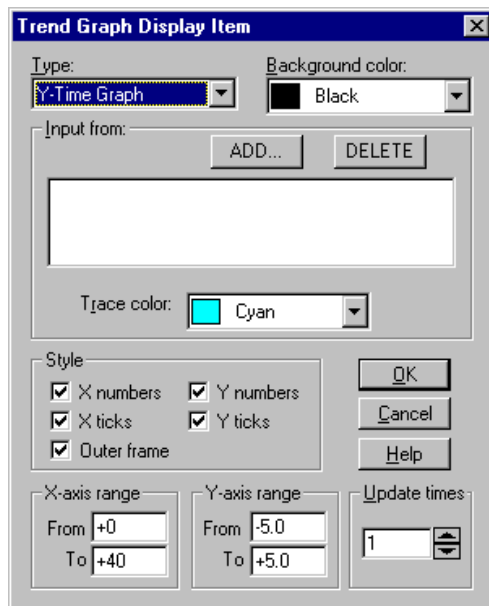 Trend Graph Display Item
Type:
Background color:
Y-Time Graph
Black
Input from:
ADD...
DELETE
Trace color:
Cyan
Style
X numbers
Y numbers
X ticks
Y ticks
Outer frame
OK
Cancel
Help
X-axis range
From +0
To +40
Y-axis range
From -5.0
To +5.0
Update times
1